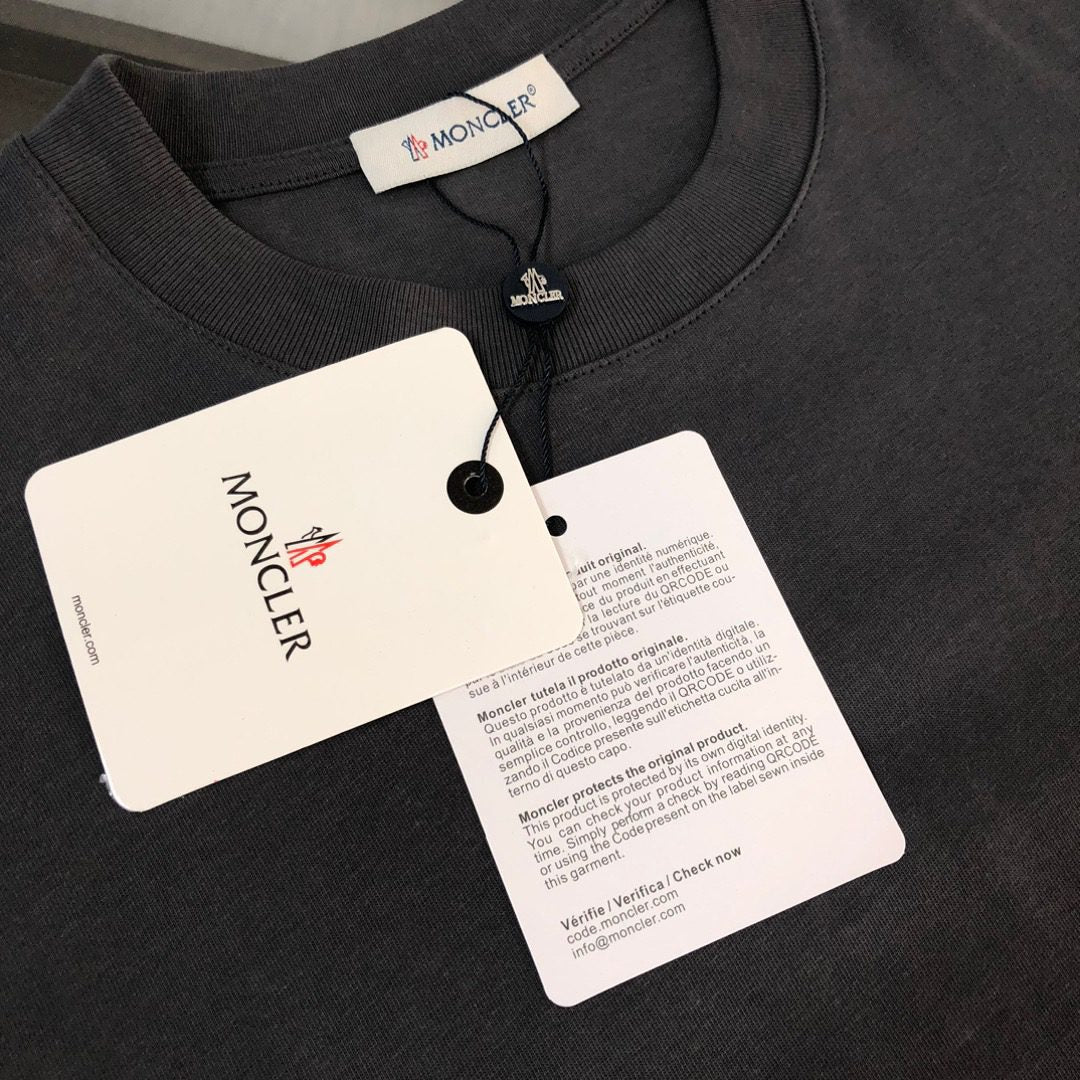 MONCLER®
MONCLER
MONCLER
moncler.com
original.
par une identité numérique.
tout moment l'authenticité,
du produit en effectuant
la lecture du QRCODE ou
se trouvant sur l'étiquette cou-
sue à l'intérieur de cette pièce.
Moncler tutela il prodotto originale.
Questo prodotto è tutelato da un'identità digitale.
In qualsiasi momento può verificare l'autenticità, la
qualità e la provenienza del prodotto facendo un
semplice controllo, leggendo il QRCODE o utiliz-
zando il Codice presente sull'etichetta cucita all'in-
terno di questo capo.
Moncler protects the original product.
This product is protected by its own digital identity.
You can check your product information at any
time. Simply perform a check by reading QRCODE
or using the Code present on the label sewn inside
this garment.
Vérifie / Verifica / Check now
code.moncler.com
info@moncler.com